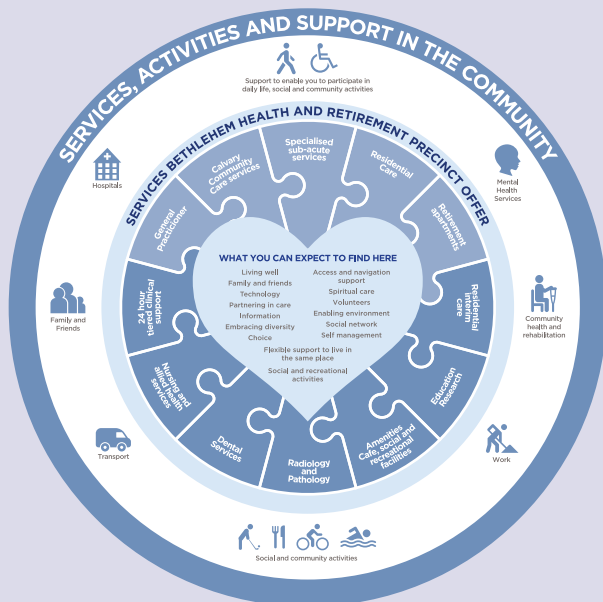 SERVICES, ACTIVITIES AND SUPPORT IN THE COMMUNITY
Support to enable you to participate in
daily life, social and community activities
SERVICES BETHLEHEM HEALTH AND RETIREMENT PRECINCT OFFER
Hospitals
Mental
Health
Services
Family and
Friends
Community
health and
rehabilitation
Transport
Work
Social and community activities
Specialised
sub-acute
services
Residential
Care
Retirement
apartments
Residential
interim
care
Education
Research
Amenities
Cafe, social and
recreational
facilities
Radiology
and
Pathology
Dental
Services
Nursing and
allied health
services
24 hour
tiered clinical
support
General
Practitioner
Calvary
Community
Care services
WHAT YOU CAN EXPECT TO FIND HERE
Living well
Family and friends
Technology
Partnering in care
Information
Embracing diversity
Choice
Access and navigation
support
Spiritual care
Volunteers
Enabling environment
Social network
Self management
Flexible support to live in
the same place
Social and recreational
activities